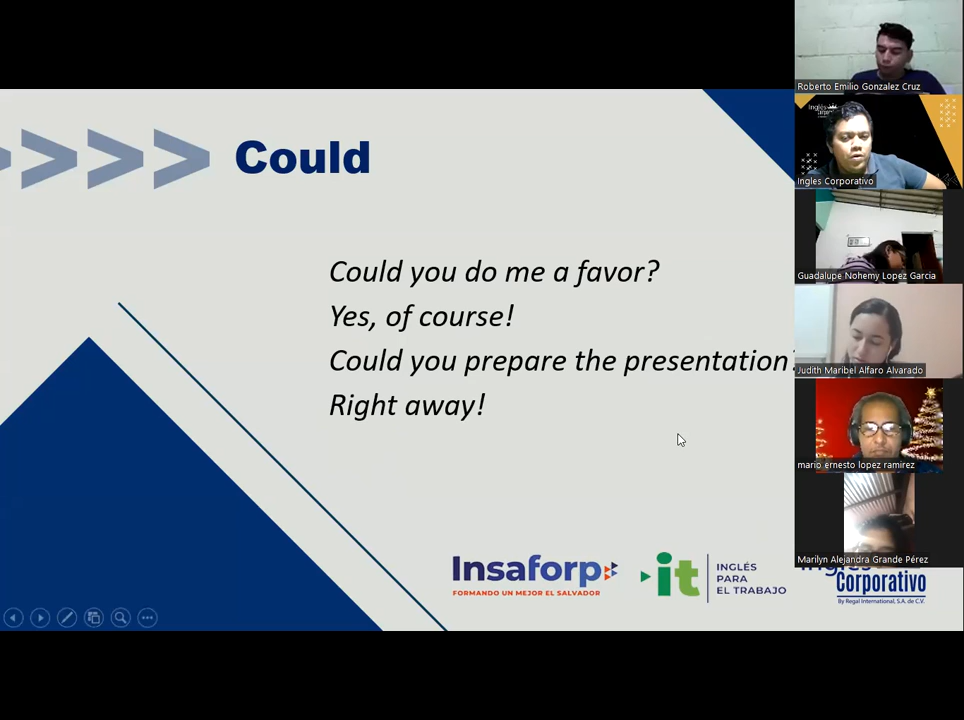 Could
Could you do me a favor?
Yes, of course!
Could you prepare the presentation?
Right away!
Insaforp
FORMANDO UN MEJOR EL SALVADOR
it
INGLÉS
PARA
EL TRABAJO
Inglés
Corporativo
By Regal International, S.A. de C.V.
Roberto Emilio Gonzalez Cruz
Ingles Corporativo
Guadalupe Nohemy Lopez Garcia
Judith Maribel Alfaro Alvarado
mario ernesto lopez ramirez
Marilyn Alejandra Grande Pérez